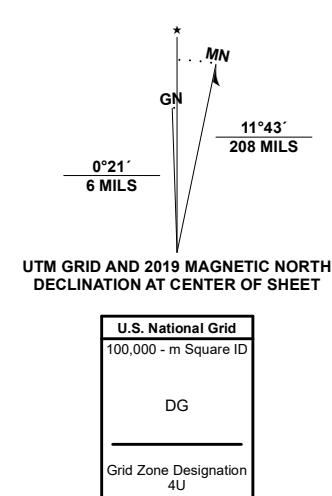 ★
MN
GN
11°43´
208 MILS
0°21´
6 MILS
UTM GRID AND 2019 MAGNETIC NORTH
DECLINATION AT CENTER OF SHEET
U.S. National Grid
100,000 - m Square ID
DG
Grid Zone Designation
4U